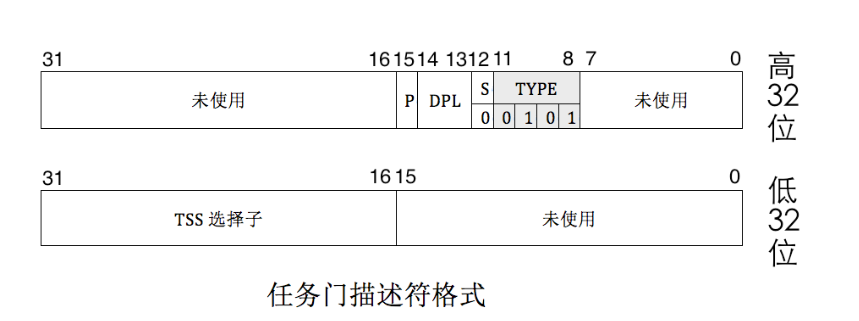 31 16 15 14 13 12 11 8 7 0
未使用 P DPL S TYPE 未使用
0 0 1 0 1
高32位
31 16 15 0
TSS 选择子 未使用
低32位
任务门描述符格式